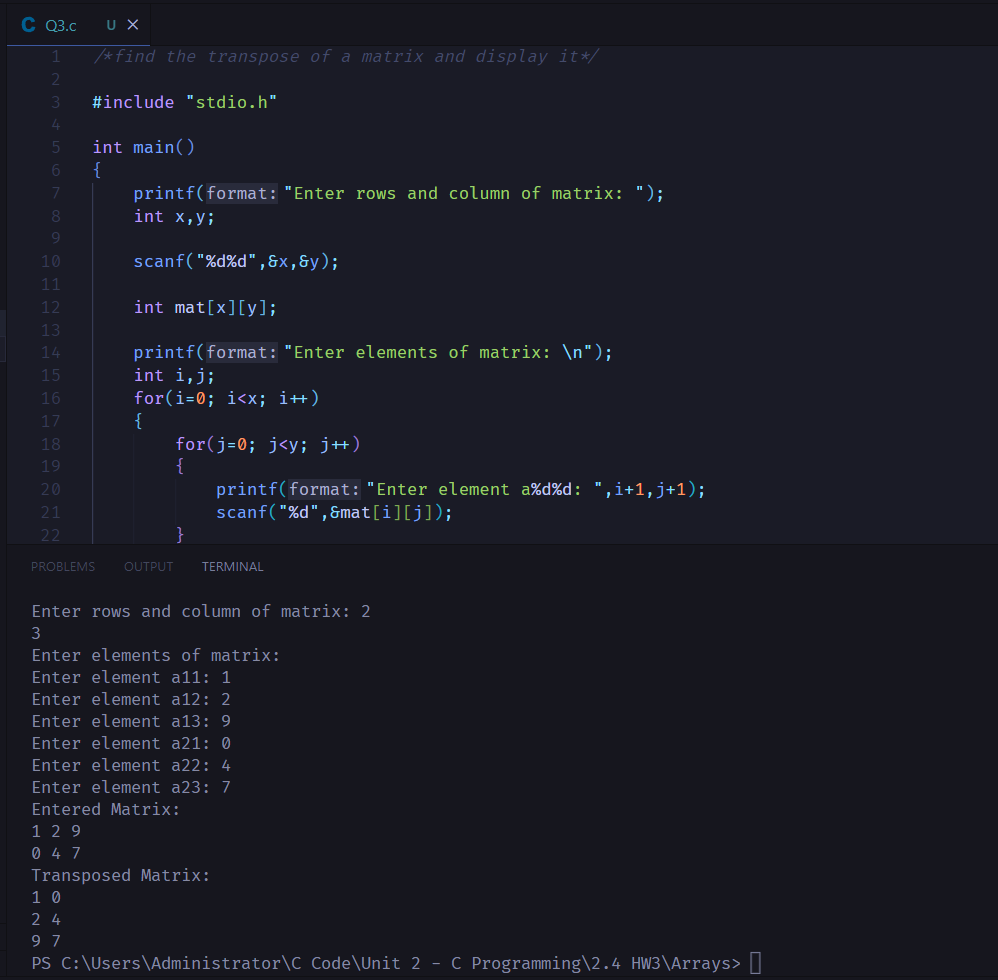 C Q3.c U ×
1 /*find the transpose of a matrix and display it*/
2
3 #include "stdio.h"
4
5 int main()
6 {
7 printf(format: "Enter rows and column of matrix: ");
8 int x,y;
9
10 scanf("%d%d",&x,&y);
11
12 int mat[x][y];
13
14 printf(format: "Enter elements of matrix: \n");
15 int i,j;
16 for(i=0; i<x; i++)
17 {
18 for(j=0; j<y; j++)
19 {
20 printf(format: "Enter element a%d%d: ",i+1,j+1);
21 scanf("%d",&mat[i][j]);
22 }
PROBLEMS OUTPUT TERMINAL
Enter rows and column of matrix: 2
3
Enter elements of matrix:
Enter element a11: 1
Enter element a12: 2
Enter element a13: 9
Enter element a21: 0
Enter element a22: 4
Enter element a23: 7
Entered Matrix:
1 2 9
0 4 7
Transposed Matrix:
1 0
2 4
9 7
PS C:\Users\Administrator\C Code\Unit 2 - C Programming\2.4 HW3\Arrays>